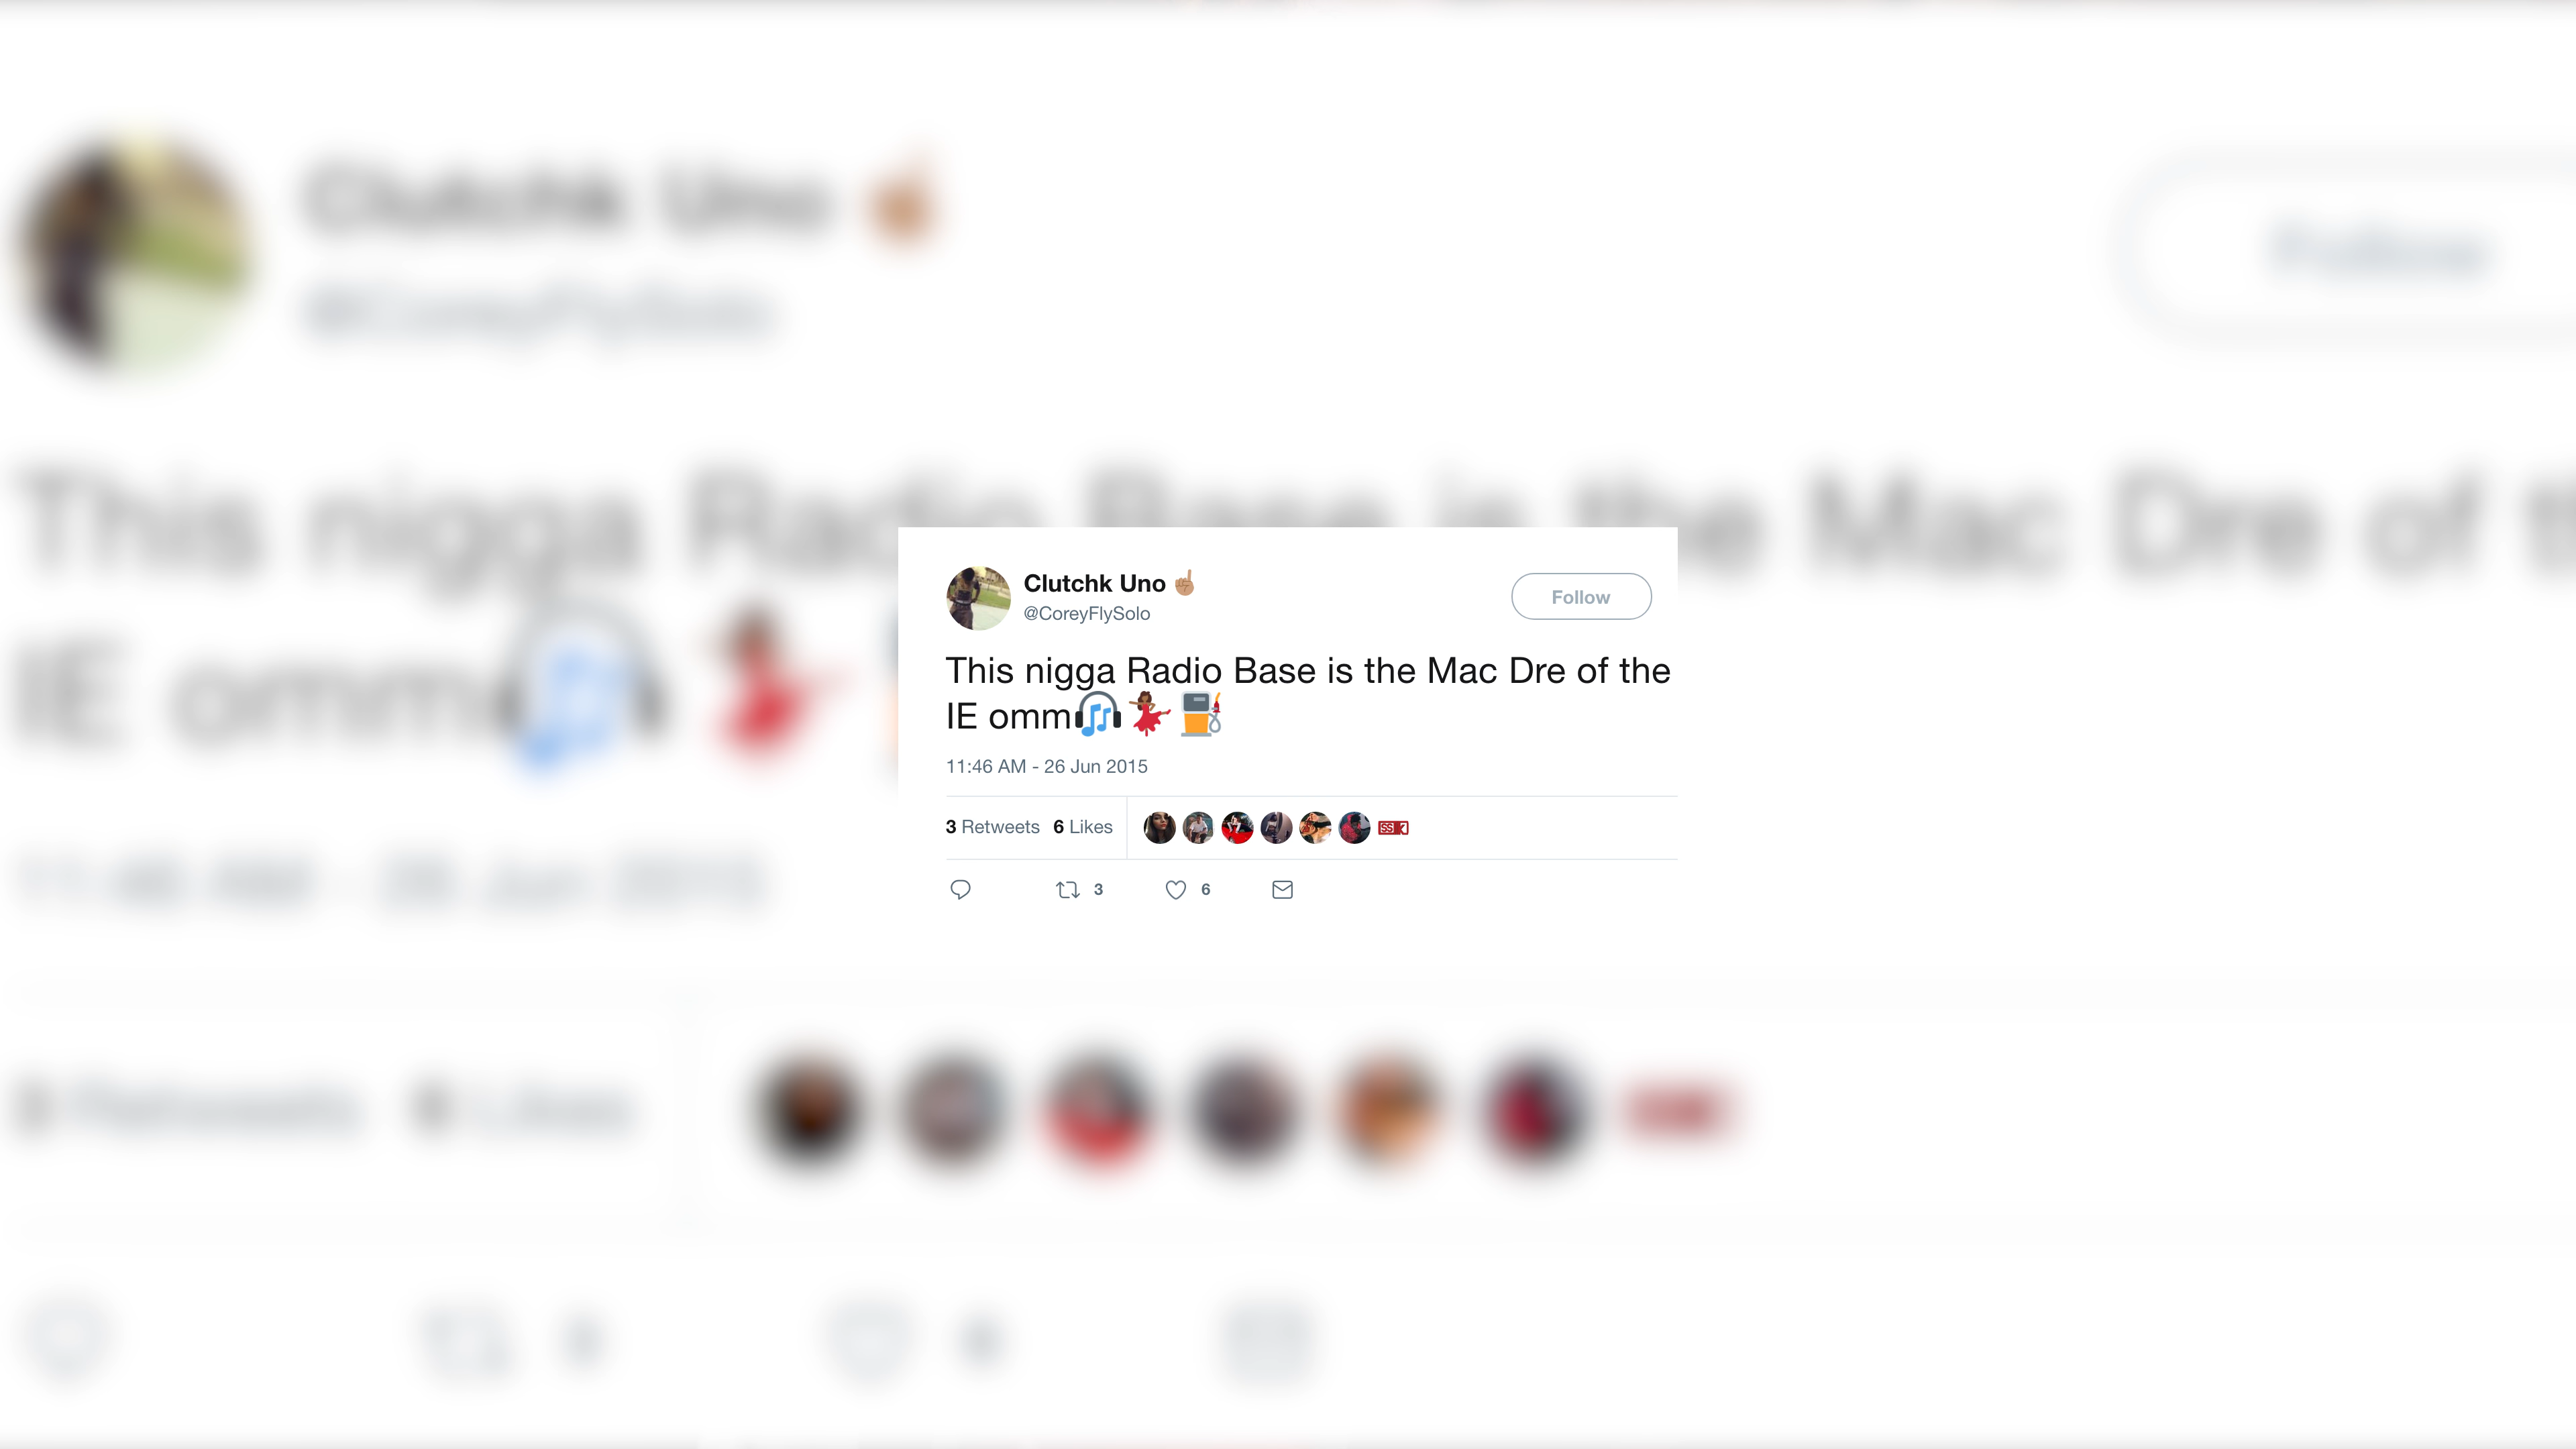 Clutchk Uno ☝🏽
@CoreyFlySolo
Follow
This nigga Radio Base is the Mac Dre of the
IE omm🎧💃🏾⛽
11:46 AM - 26 Jun 2015
3 Retweets 6 Likes
SS
3 6